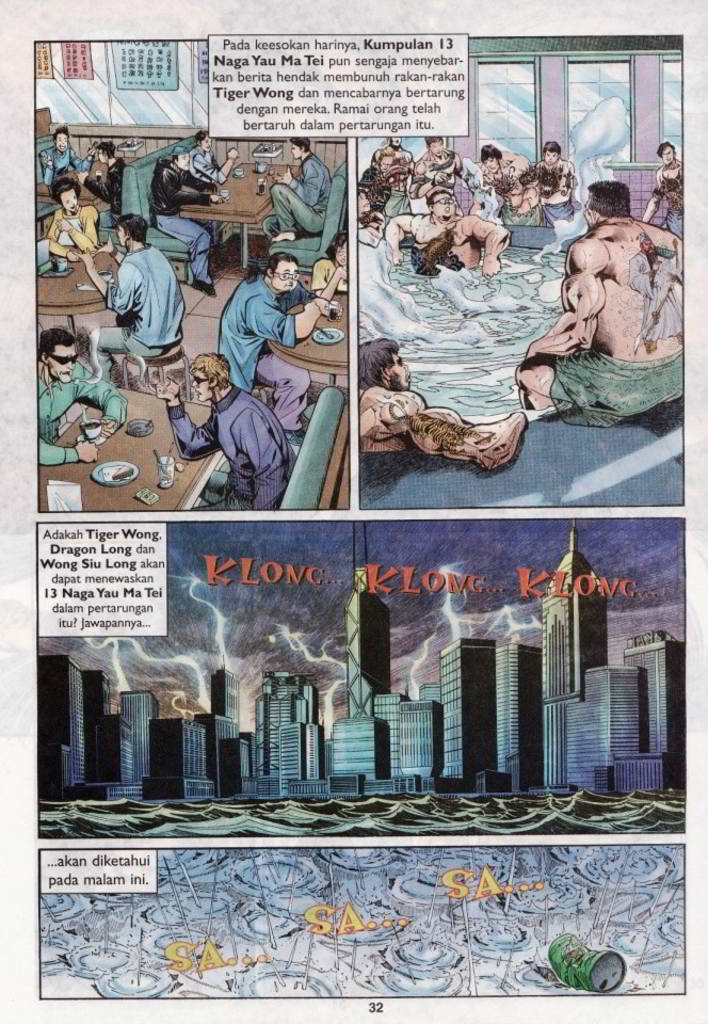 Pada keesokan harinya, Kumpulan 13
Naga Yau Ma Tei pun sengaja menyebar-
kan berita hendak membunuh rakan-rakan
Tiger Wong dan mencabarnya bertarung
dengan mereka. Ramai orang telah
bertaruh dalam pertarungan itu.
Adakah Tiger Wong,
Dragon Long dan
Wong Siu Long akan
dapat menewaskan
13 Naga Yau Ma Tei
dalam pertarungan
itu? Jawapannya...
KLONG... KLONG... KLONG...
...akan diketahui
pada malam ini.
SA... SA... SA...
32